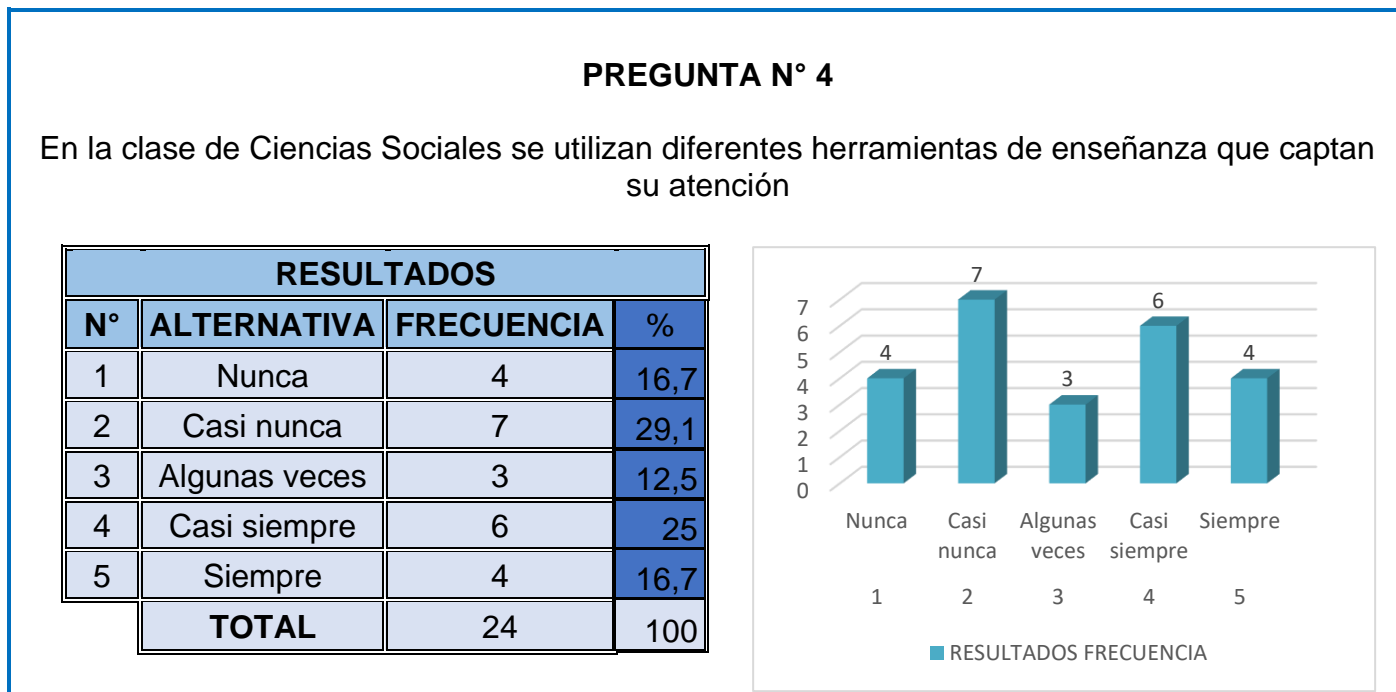 PREGUNTA N° 4
En la clase de Ciencias Sociales se utilizan diferentes herramientas de enseñanza que captan
su atención
RESULTADOS
N° ALTERNATIVA FRECUENCIA %
1 Nunca 4 16,7
2 Casi nunca 7 29,1
3 Algunas veces 3 12,5
4 Casi siempre 6 25
5 Siempre 4 16,7
TOTAL 24 100
7
6
5
4
3
2
1
0
4
7
3
6
4
Nunca Casi Algunas Casi Siempre
nunca veces siempre
1 2 3 4 5
RESULTADOS FRECUENCIA